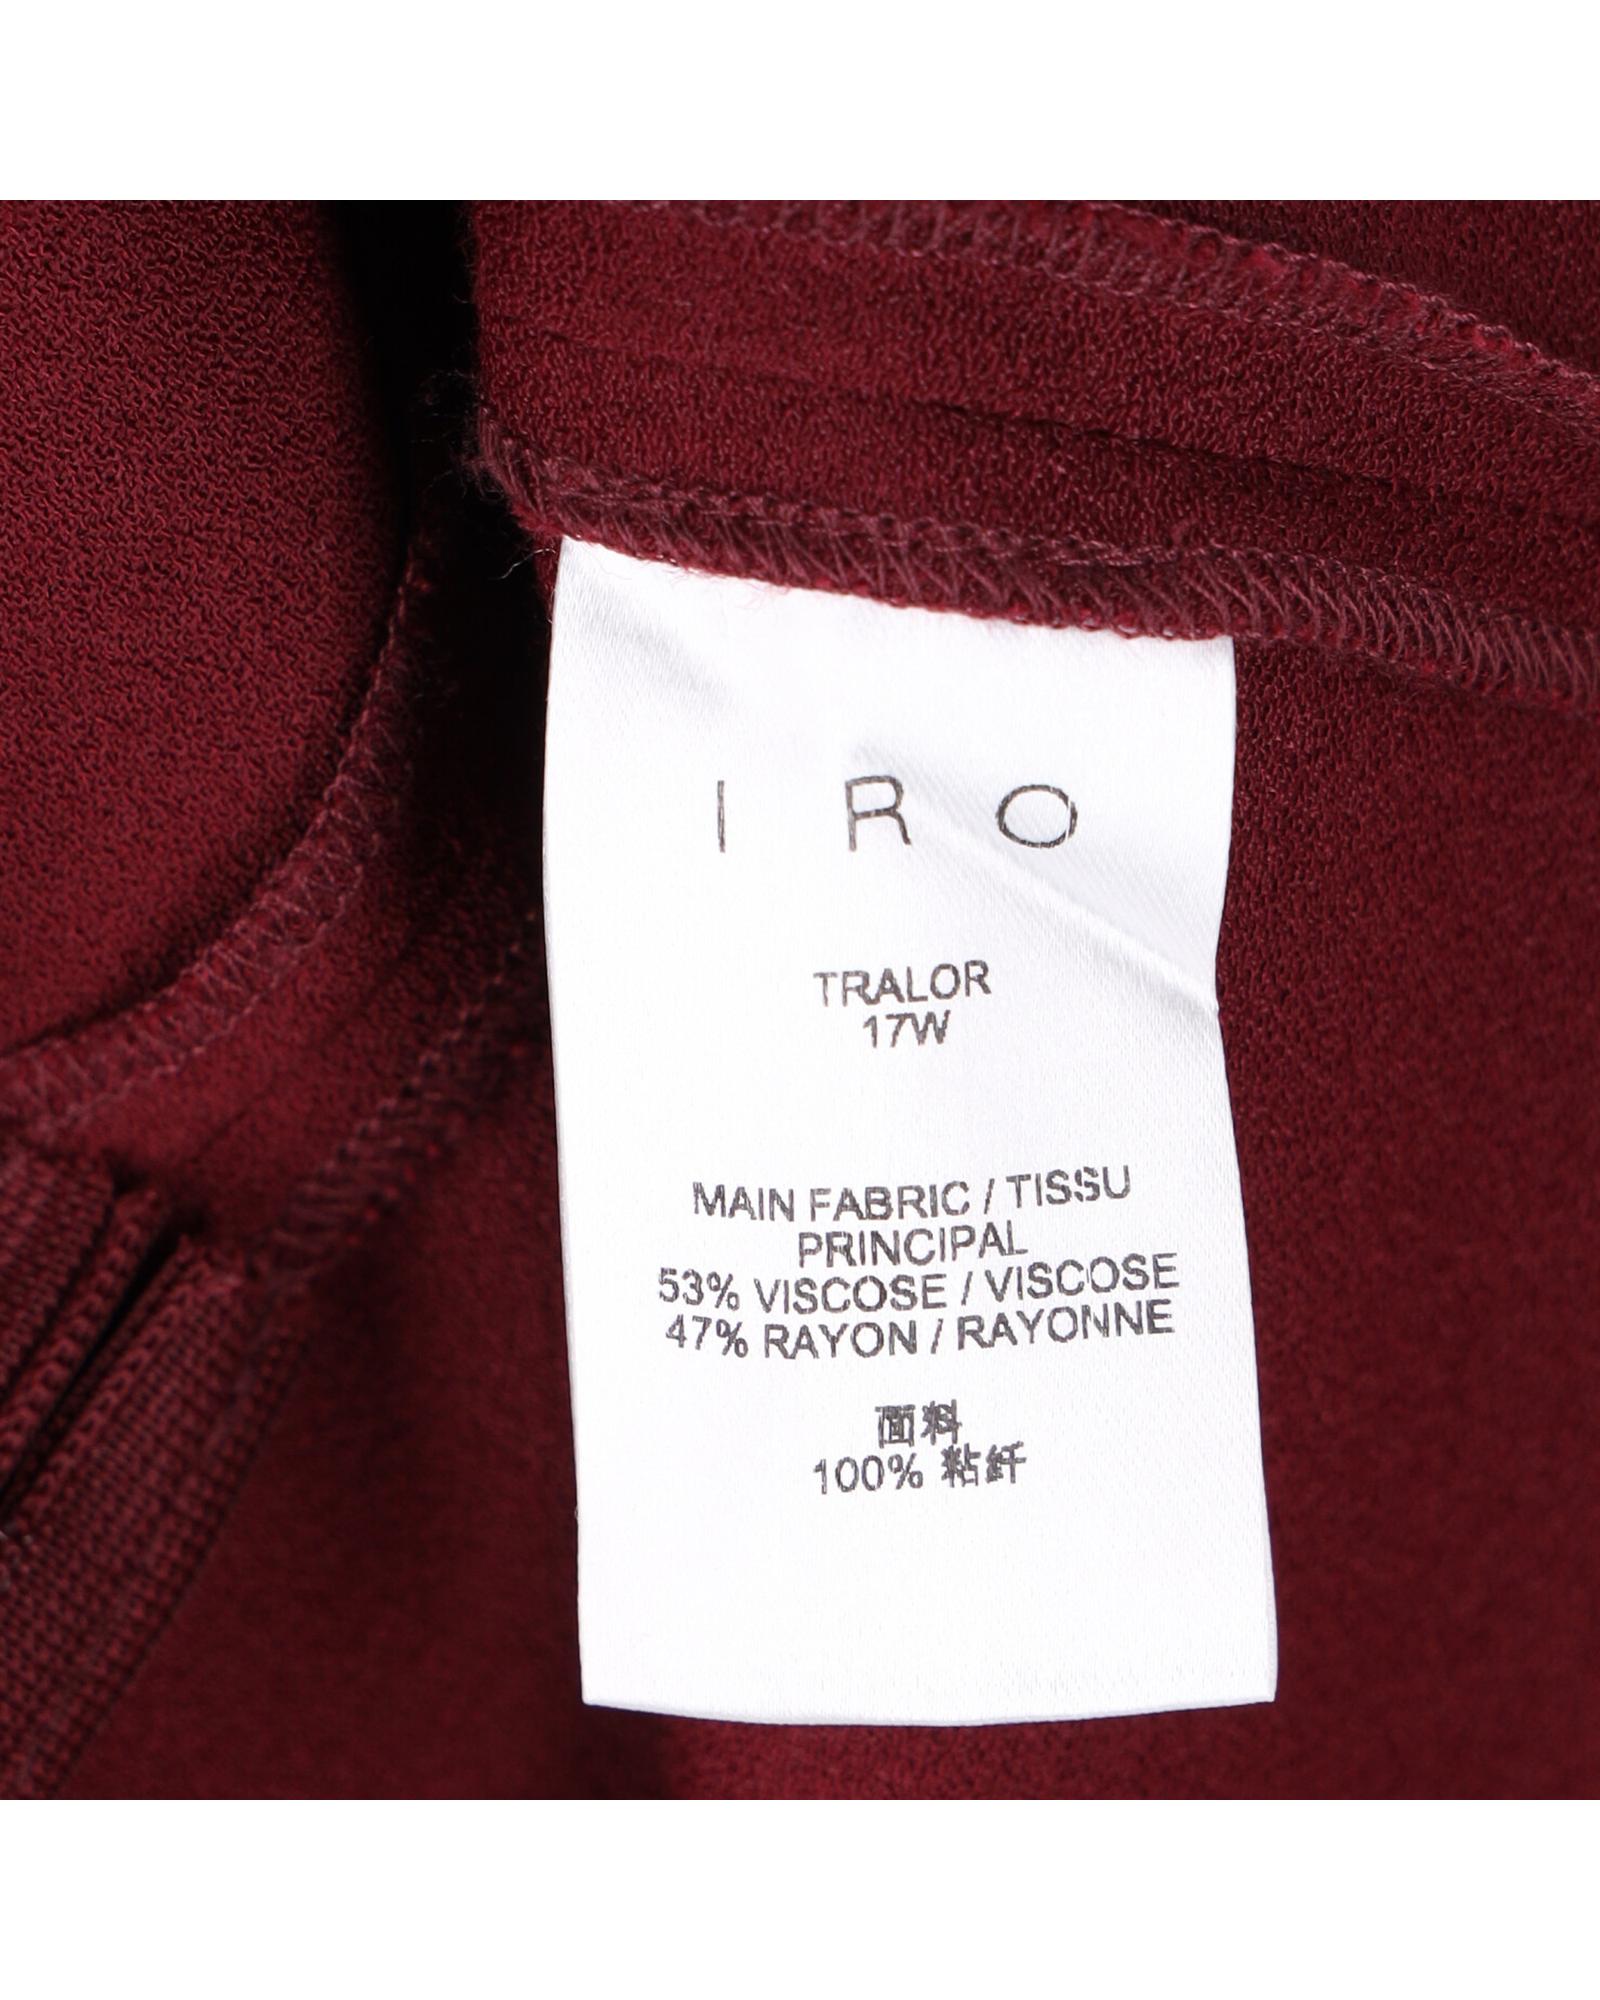 IRO
TRALOR
17W
MAIN FABRIC / TISSU
PRINCIPAL
53% VISCOSE / VISCOSE
47% RAYON / RAYONNE
面料
100% 粘纤